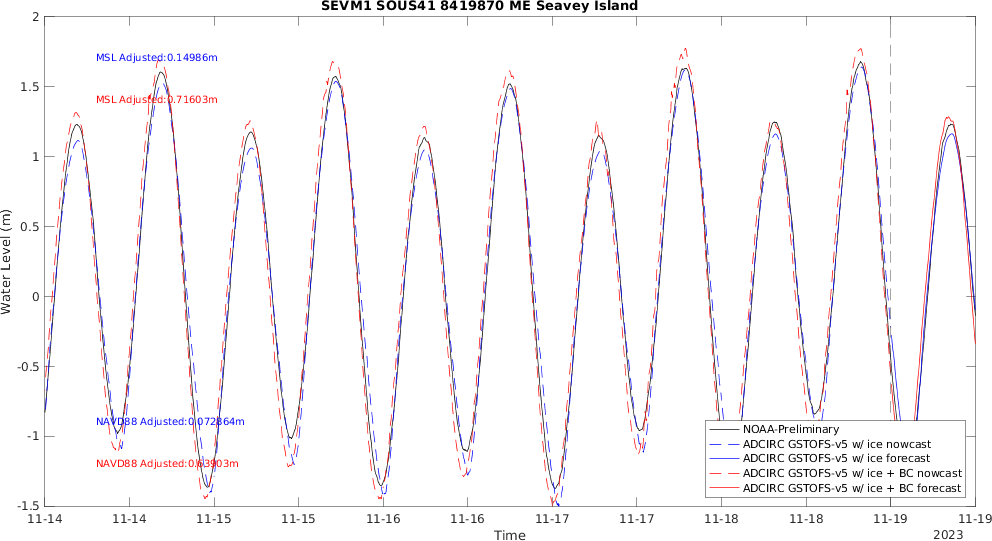 SEVM1 SOUS41 8419870 ME Seavey Island
2
1.5
1
0.5
0
-0.5
-1
-1.5
Water Level (m)
MSL Adjusted:0.14986m
MSL Adjusted:0.71603m
NAVD88 Adjusted:0.072864m
NAVD88 Adjusted:0.63903m
NOAA-Preliminary
ADCIRC GSTOFS-v5 w/ ice nowcast
ADCIRC GSTOFS-v5 w/ ice forecast
ADCIRC GSTOFS-v5 w/ ice + BC nowcast
ADCIRC GSTOFS-v5 w/ ice + BC forecast
11-14 11-14 11-15 11-15 11-16 11-16 11-17 11-17 11-18 11-18 11-19 11-19
Time
2023